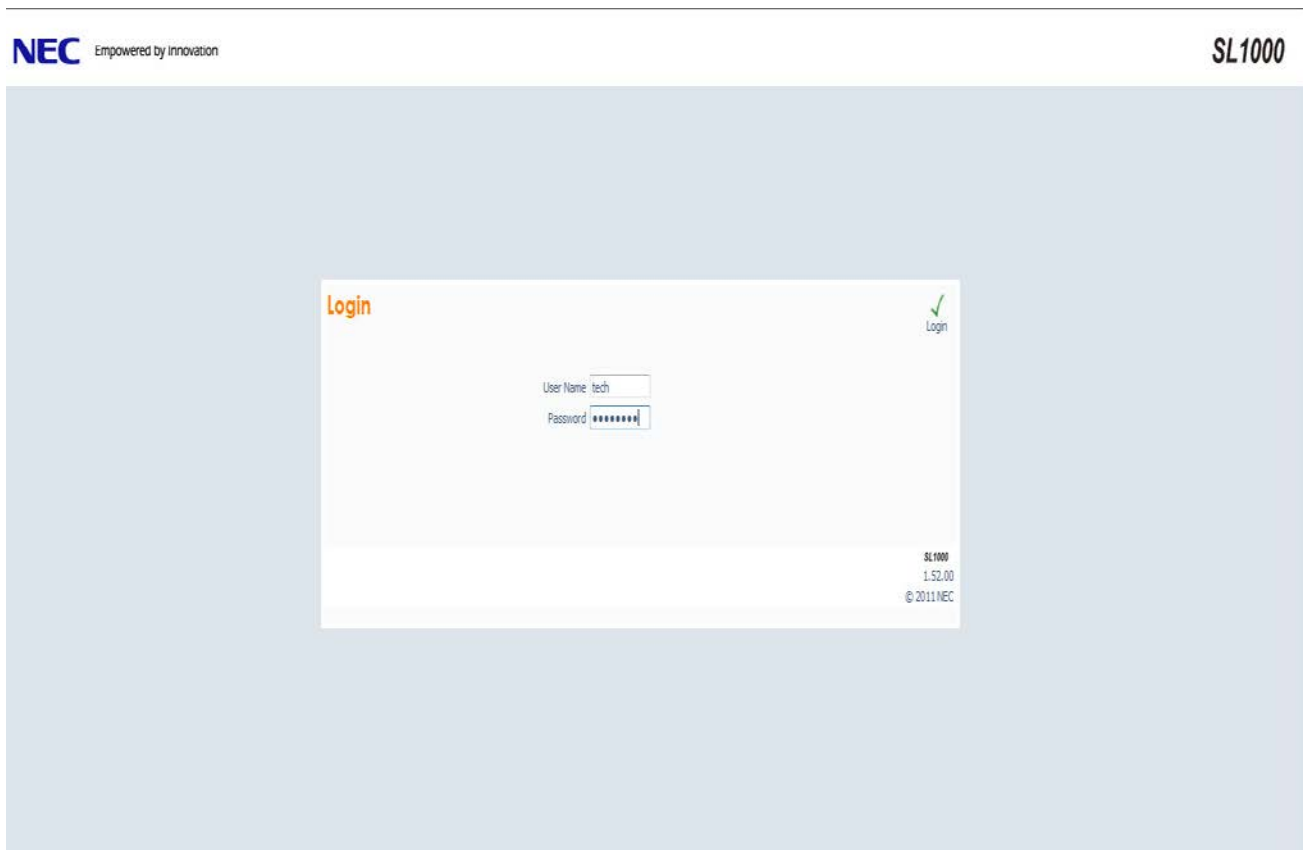 NEC Empowered by Innovation
SL1000
Login
Login
User Name tech
Password ••••••••
SL1000
1.52.00
© 2011 NEC